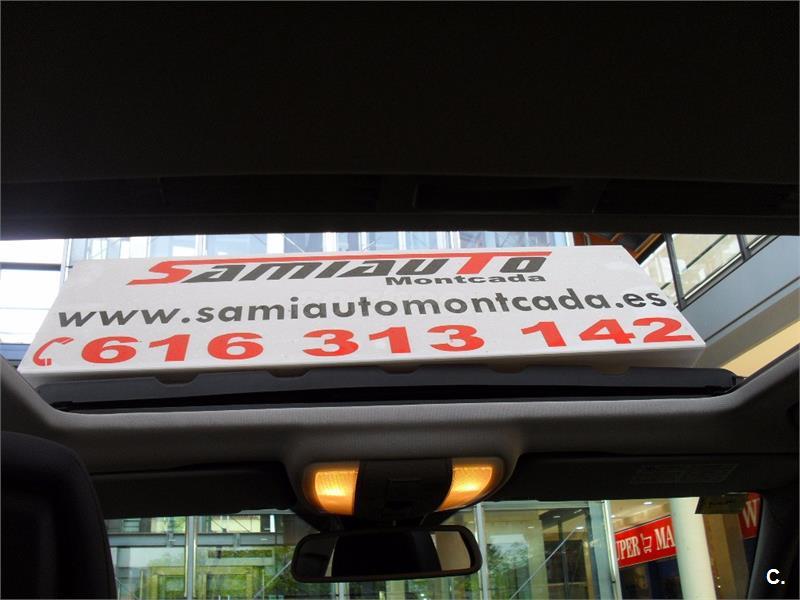 SAMIAUTO
Montcada
www.samiautomontcada.es
616 313 142
UPER MA
W
C.